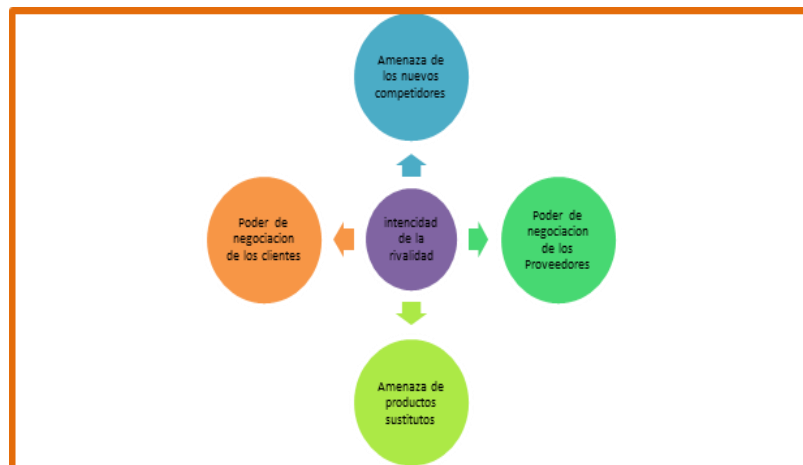 Amenaza de
los nuevos
competidores
Poder de
negociacion
de los clientes
intencidad
de la
rivalidad
Poder de
negociacion
de los
Proveedores
Amenaza de
productos
sustitutos